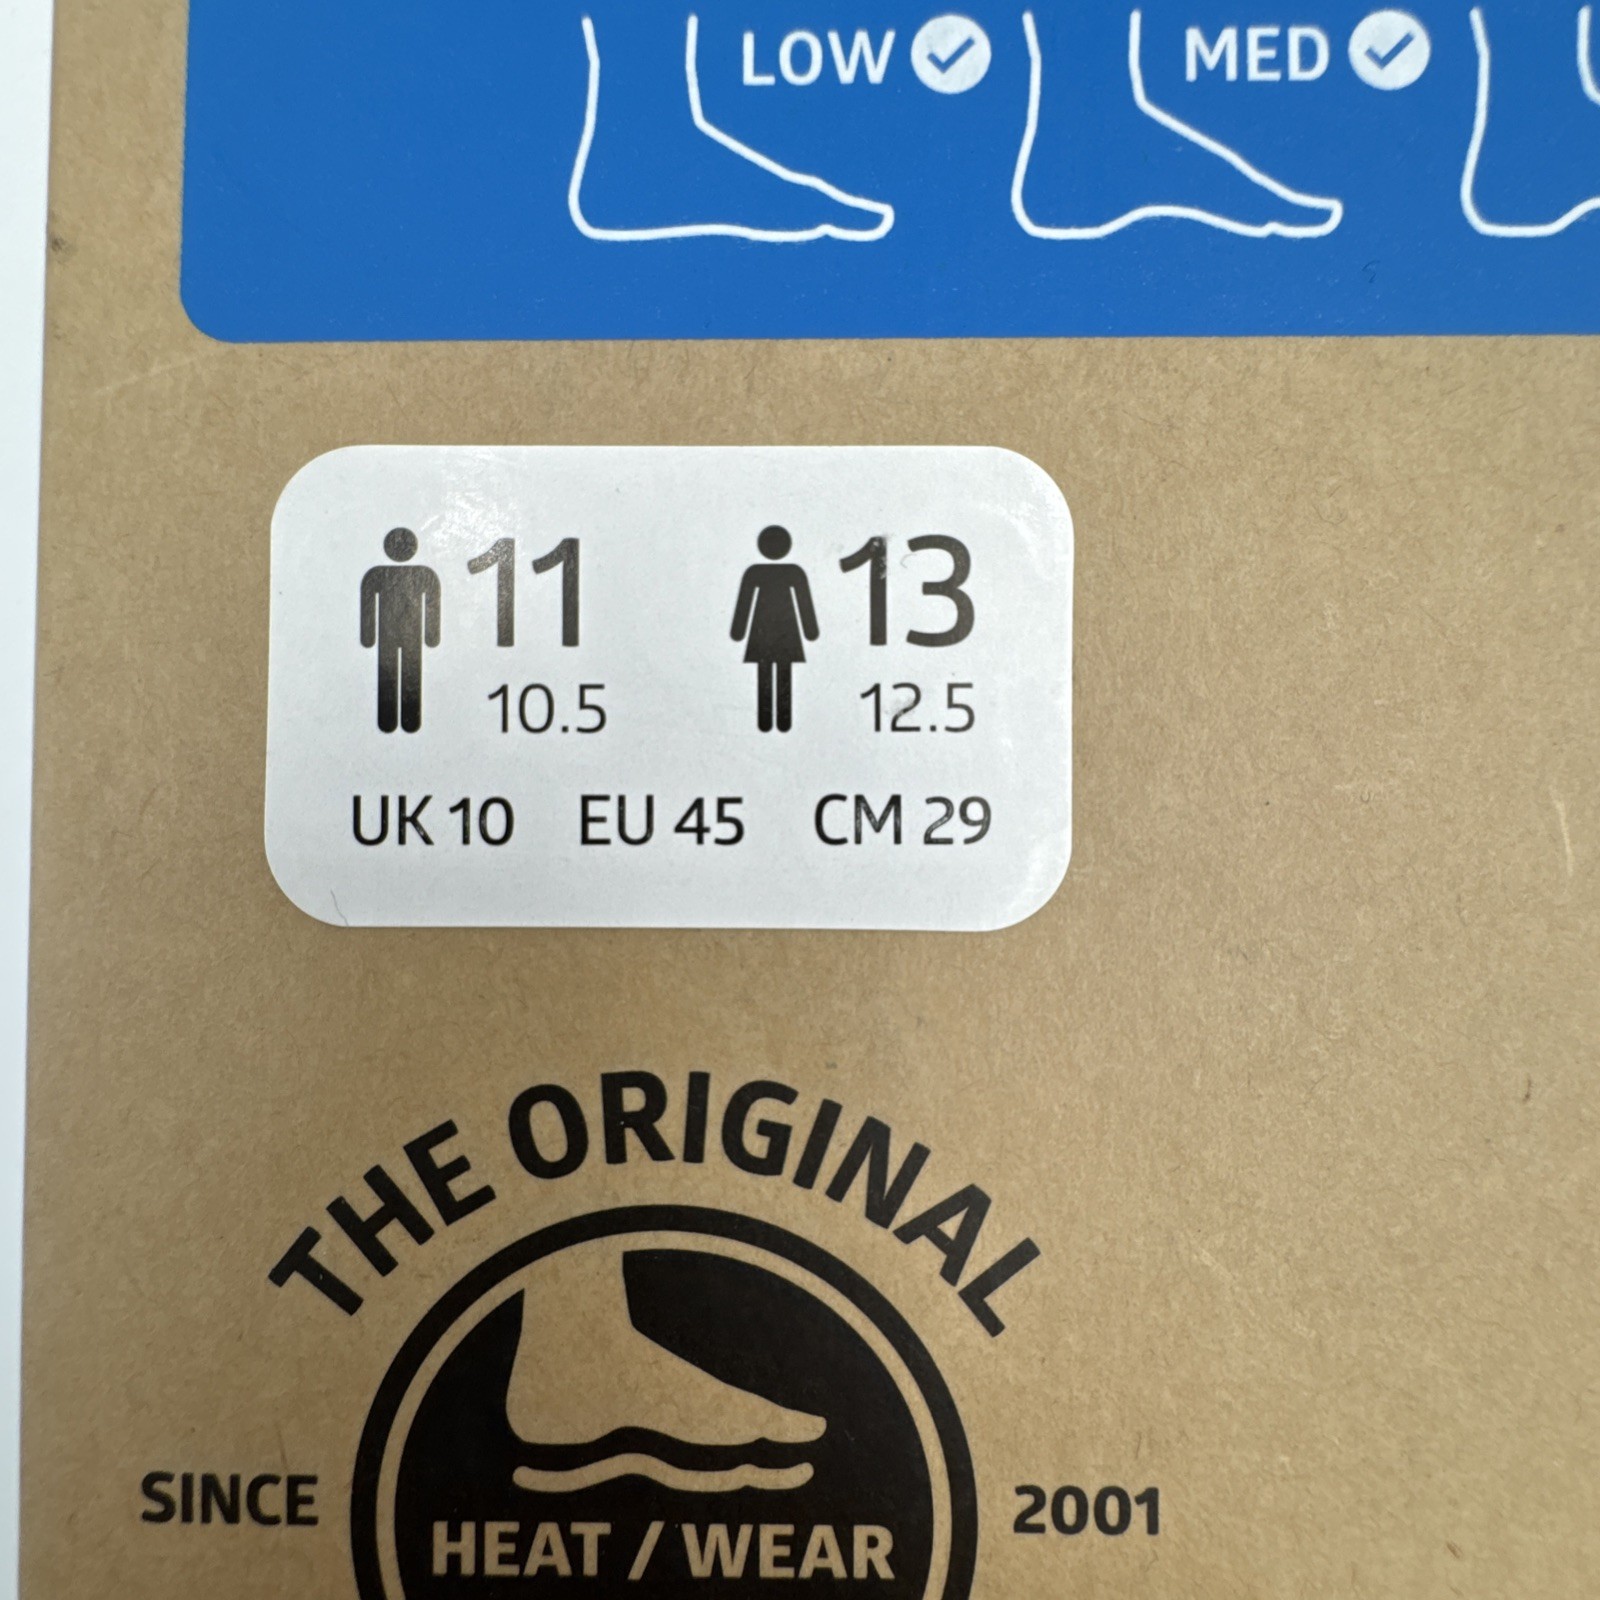 LOW MED
11 13
10.5 12.5
UK 10 EU 45 CM 29
THE ORIGINAL
SINCE 2001
HEAT / WEAR